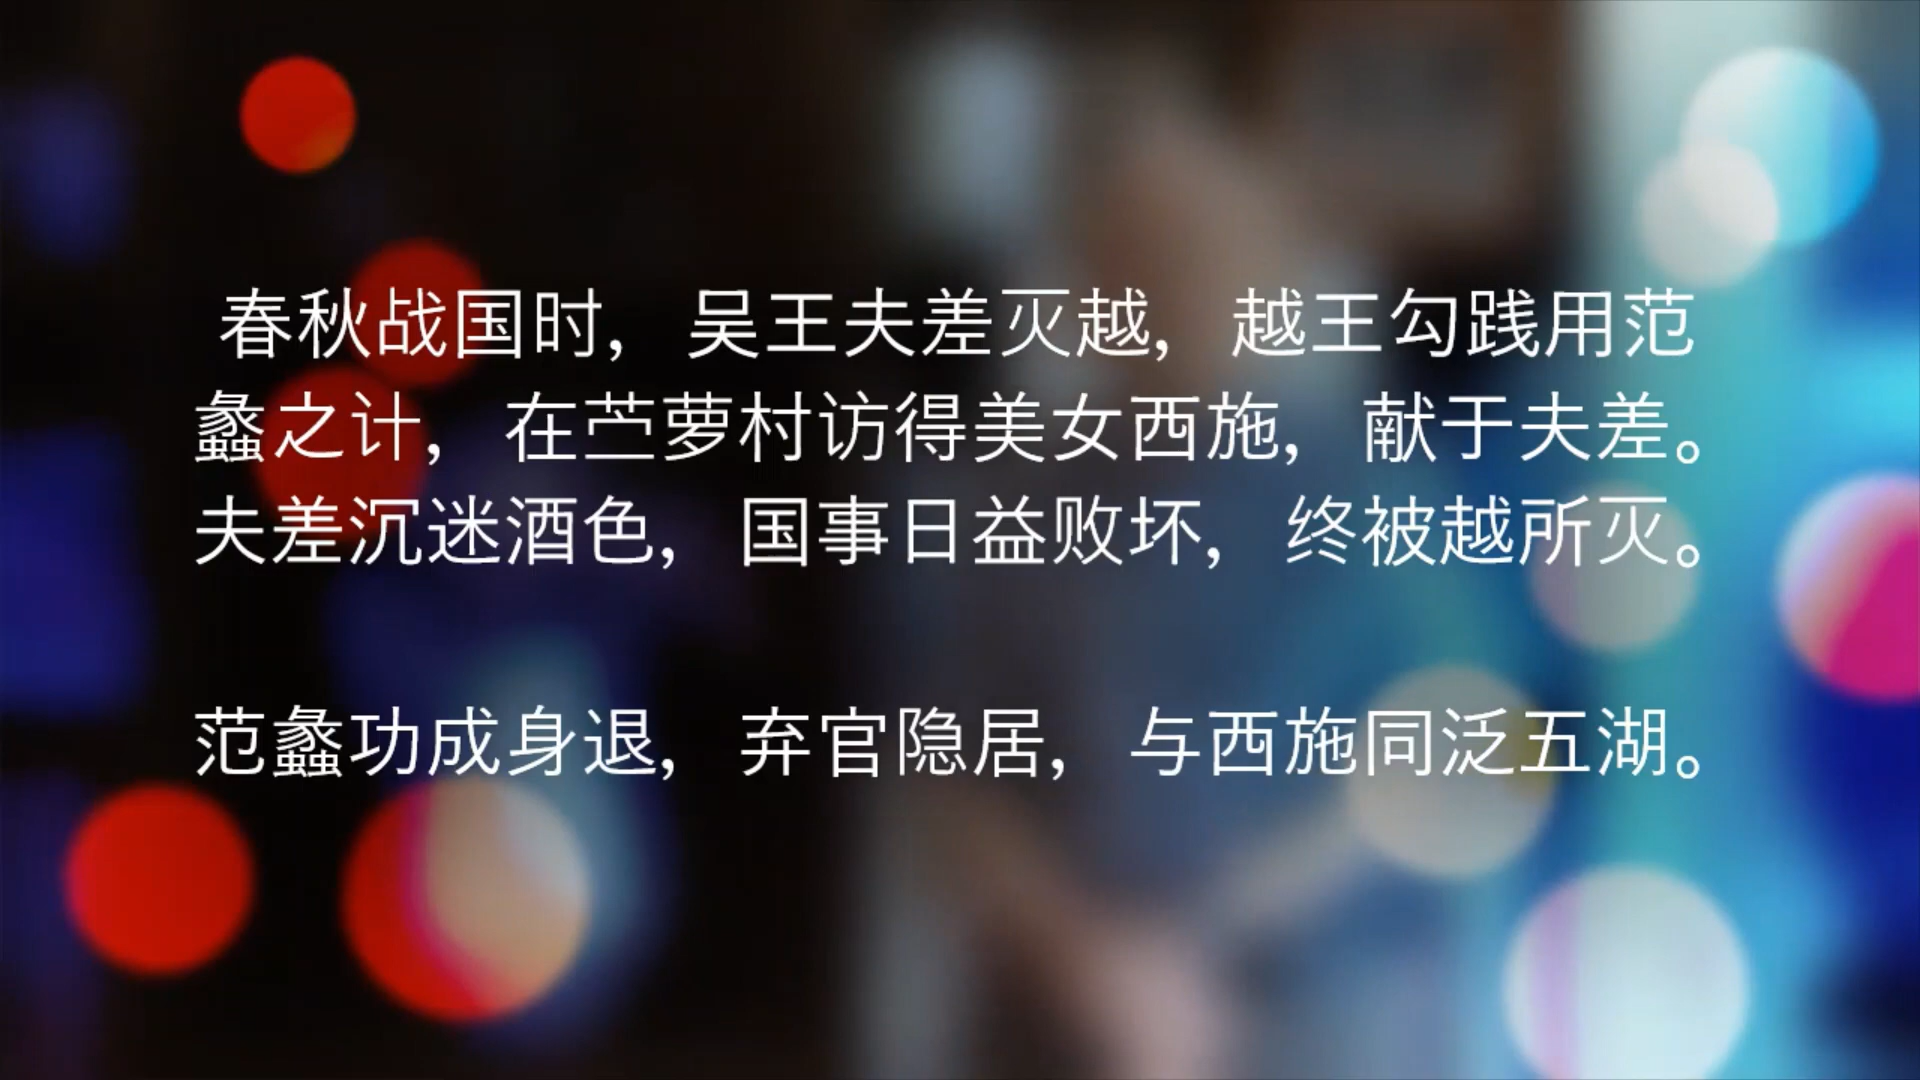 春秋战国时，吴王夫差灭越，越王勾践用范
蠡之计，在苎萝村访得美女西施，献于夫差。
夫差沉迷酒色，国事日益败坏，终被越所灭。
范蠡功成身退，弃官隐居，与西施同泛五湖。